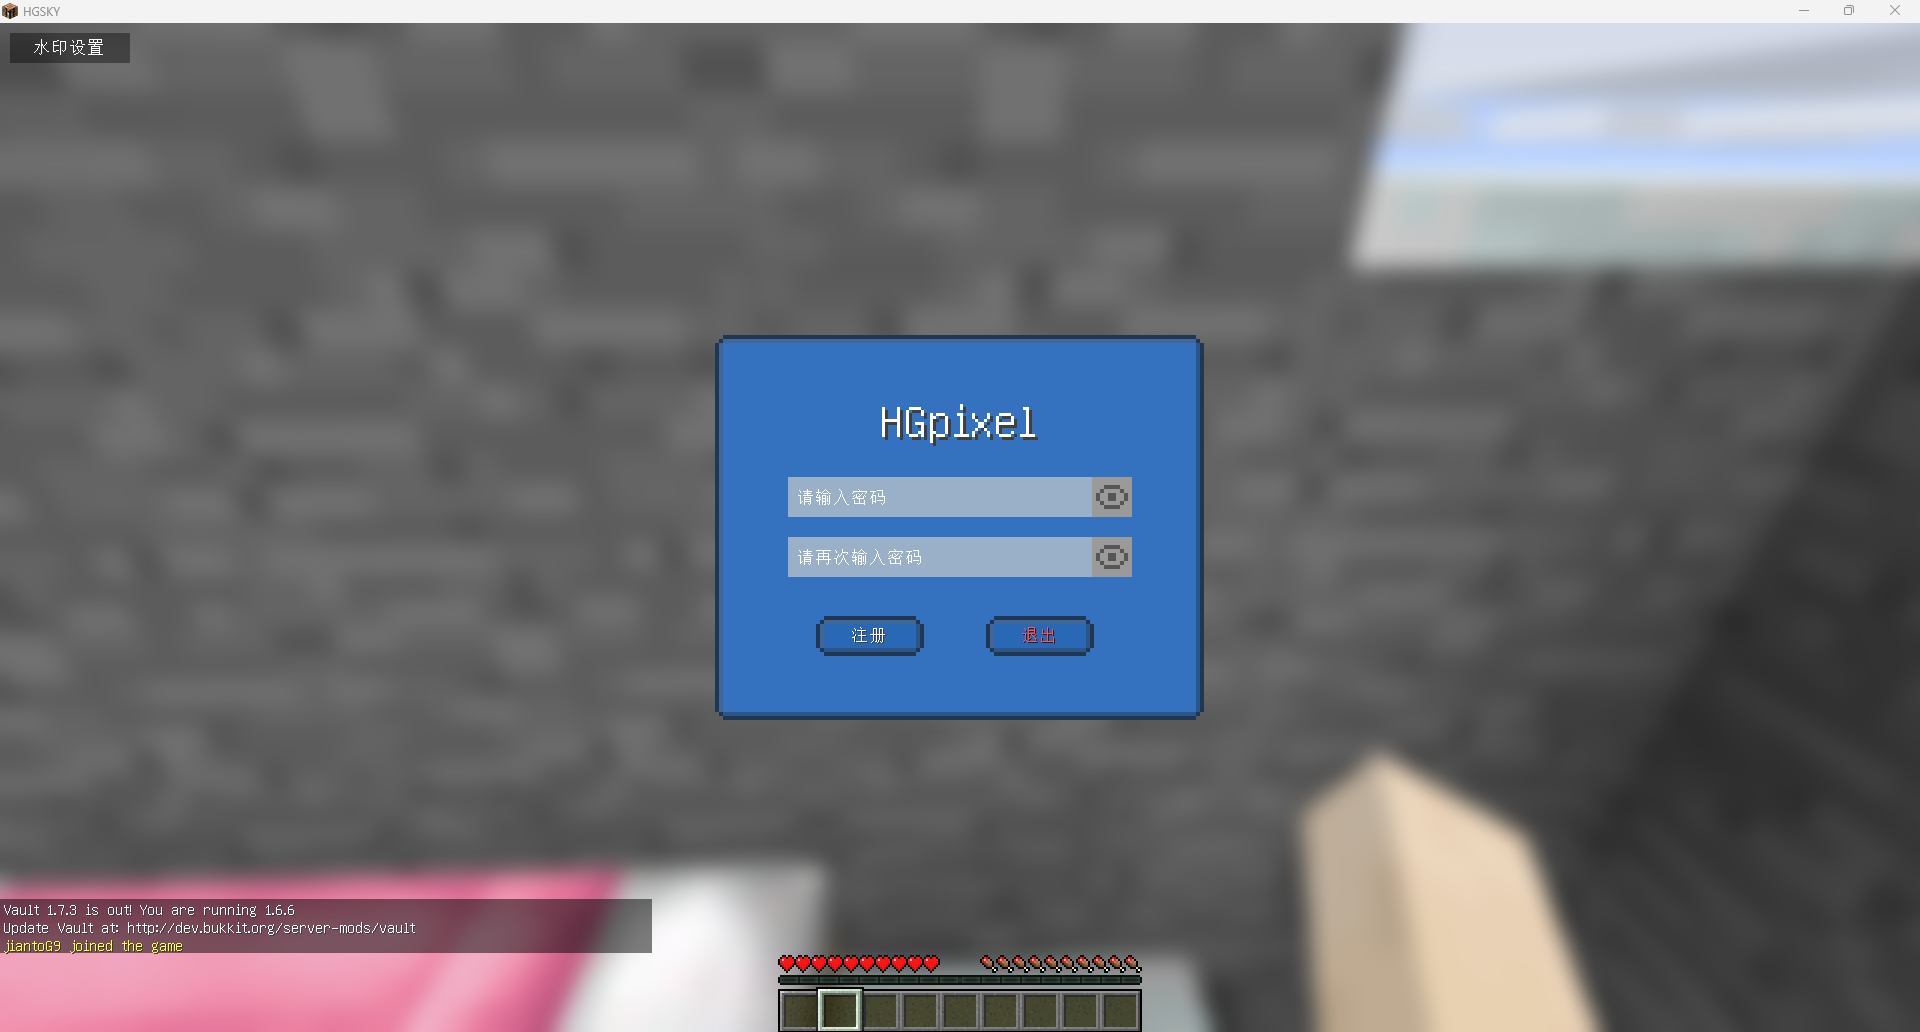 HGSKY
水印设置
HGpixel
请输入密码
请再次输入密码
注册
退出
Vault 1.7.3 is out! You are running 1.6.6
Update Vault at: http://dev.bukkit.org/server-mods/vault
jiantoG9 joined the game